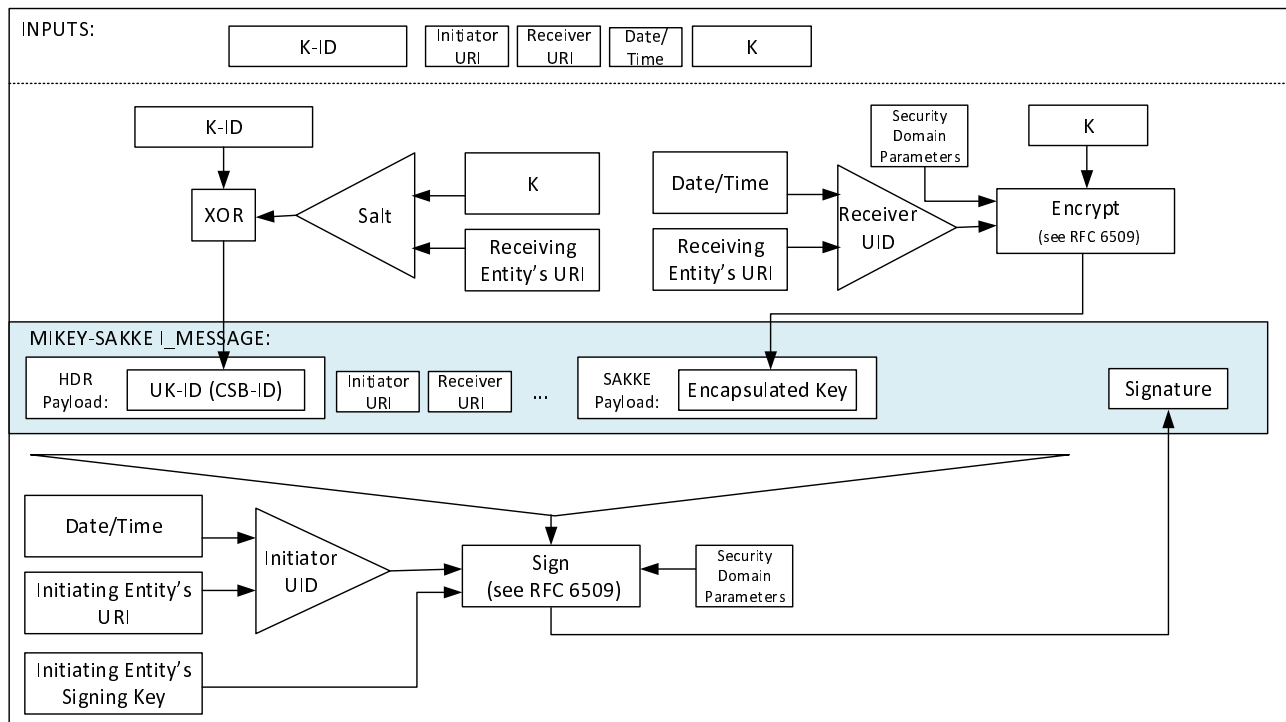 INPUTS:
K-ID
Initiator
URI
Receiver
URI
Date/
Time
K
K-ID
XOR
Salt
K
Receiving
Entity's URI
Date/Time
Receiving
Entity's URI
Receiver
UID
Security
Domain
Parameters
K
Encrypt
(see RFC 6509)
MIKEY-SAKKE I_MESSAGE:
HDR
Payload:
UK-ID (CSB-ID)
Initiator
URI
Receiver
URI
...
SAKKE
Payload:
Encapsulated Key
Signature
Date/Time
Initiating Entity's
URI
Initiator
UID
Sign
(see RFC 6509)
Security
Domain
Parameters
Initiating Entity's
Signing Key